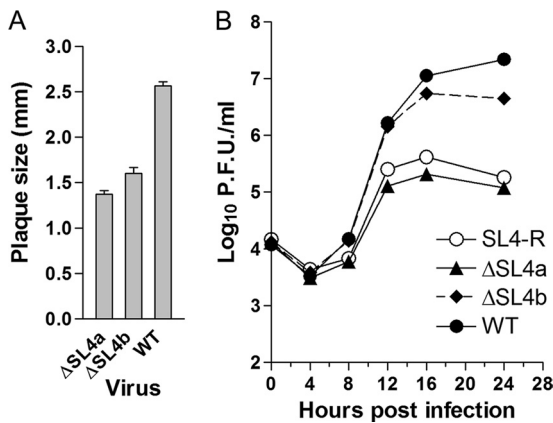 A
Plaque size (mm)
3.0
2.5
2.0
1.5
1.0
0.5
0.0
ΔSL4a
ΔSL4b
WT
Virus
B
Log10 P.F.U./ml
8
7
6
5
4
3
2
SL4-R
ΔSL4a
ΔSL4b
WT
0 4 8 12 16 20 24 28
Hours post infection